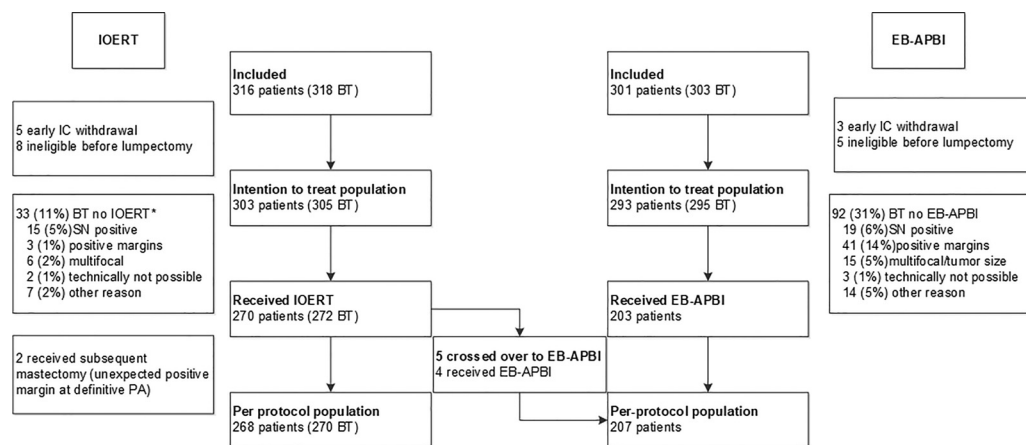 IOERT
EB-APBI
Included
316 patients (318 BT)
Included
301 patients (303 BT)
5 early IC withdrawal
8 ineligible before lumpectomy
3 early IC withdrawal
5 ineligible before lumpectomy
Intention to treat population
303 patients (305 BT)
Intention to treat population
293 patients (295 BT)
33 (11%) BT no IOERT*
15 (5%)SN positive
3 (1%) positive margins
6 (2%) multifocal
2 (1%) technically not possible
7 (2%) other reason
92 (31%) BT no EB-APBI
19 (6%)SN positive
41 (14%)positive margins
15 (5%)multifocal/tumor size
3 (1%) technically not possible
14 (5%) other reason
Received IOERT
270 patients (272 BT)
Received EB-APBI
203 patients
2 received subsequent
mastectomy (unexpected positive
margin at definitive PA)
5 crossed over to EB-APBI
4 received EB-APBI
Per protocol population
268 patients (270 BT)
Per-protocol population
207 patients